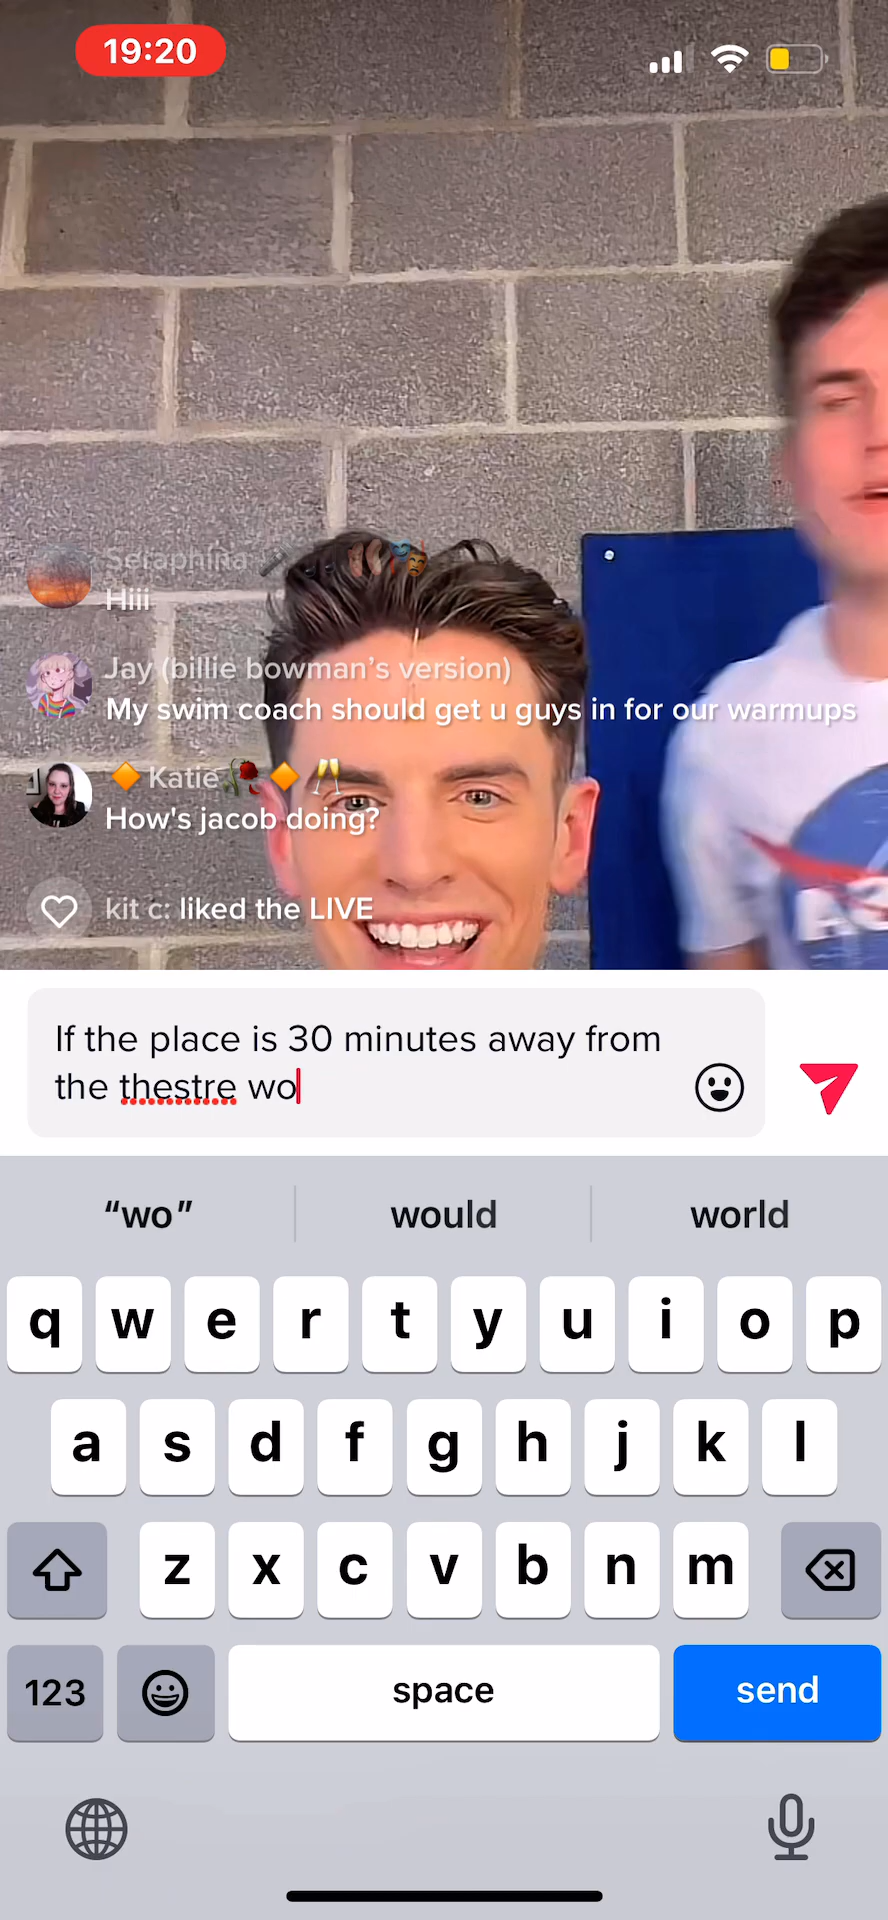 19:20
Seraphina
Hiii
Jay (billie bowman's version)
My swim coach should get u guys in for our warmups
🔶 Katie🥀🔶🥂
How's jacob doing?
kit c: liked the LIVE
If the place is 30 minutes away from
the thestre wo
“wo” would world
q w e r t y u i o p
a s d f g h j k l
z x c v b n m
123 space send